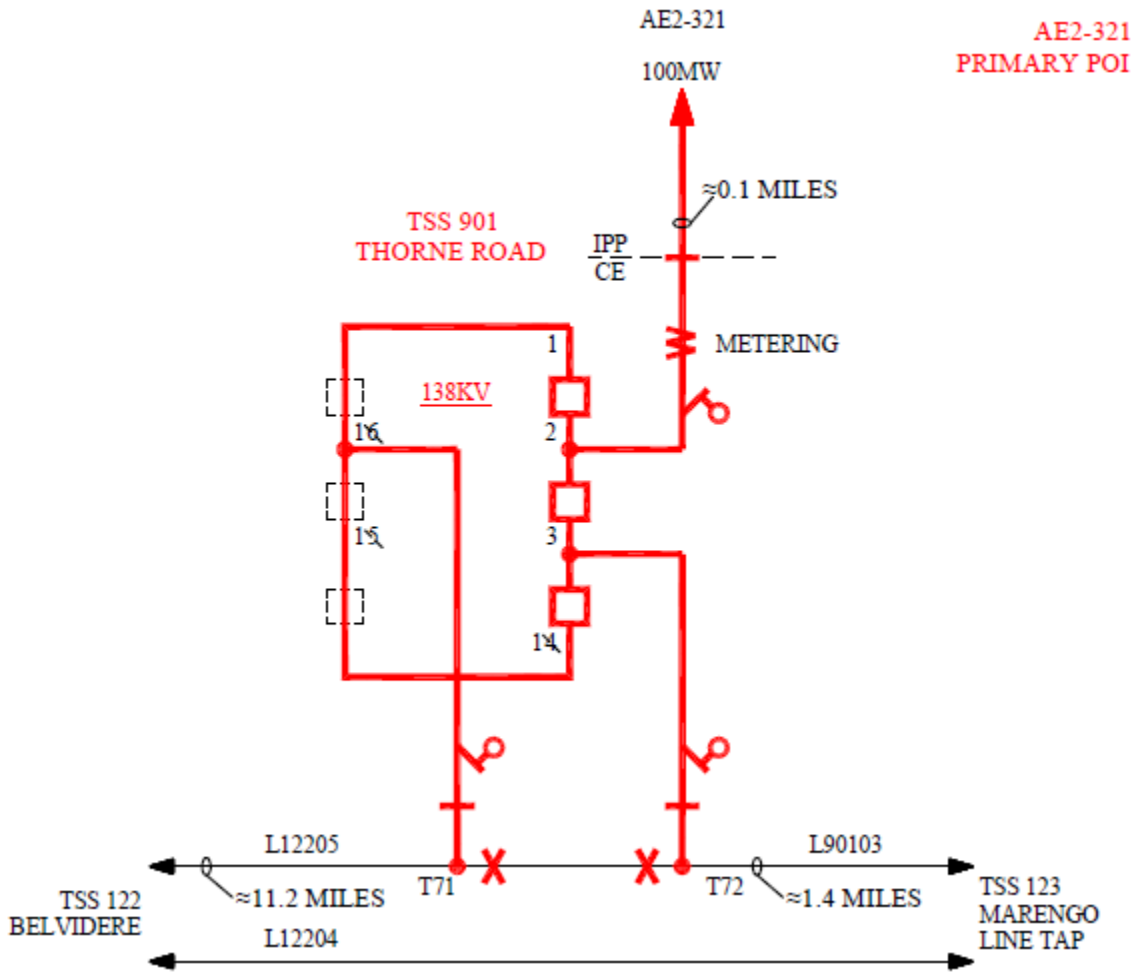 AE2-321
100MW
AE2-321
PRIMARY POI
≈0.1 MILES
TSS 901
THORNE ROAD
IPP
CE
METERING
1
138KV
2
16
3
15
14
L12205
L90103
T71
T72
≈11.2 MILES
≈1.4 MILES
TSS 122
BELVIDERE
TSS 123
MARENGO
LINE TAP
L12204